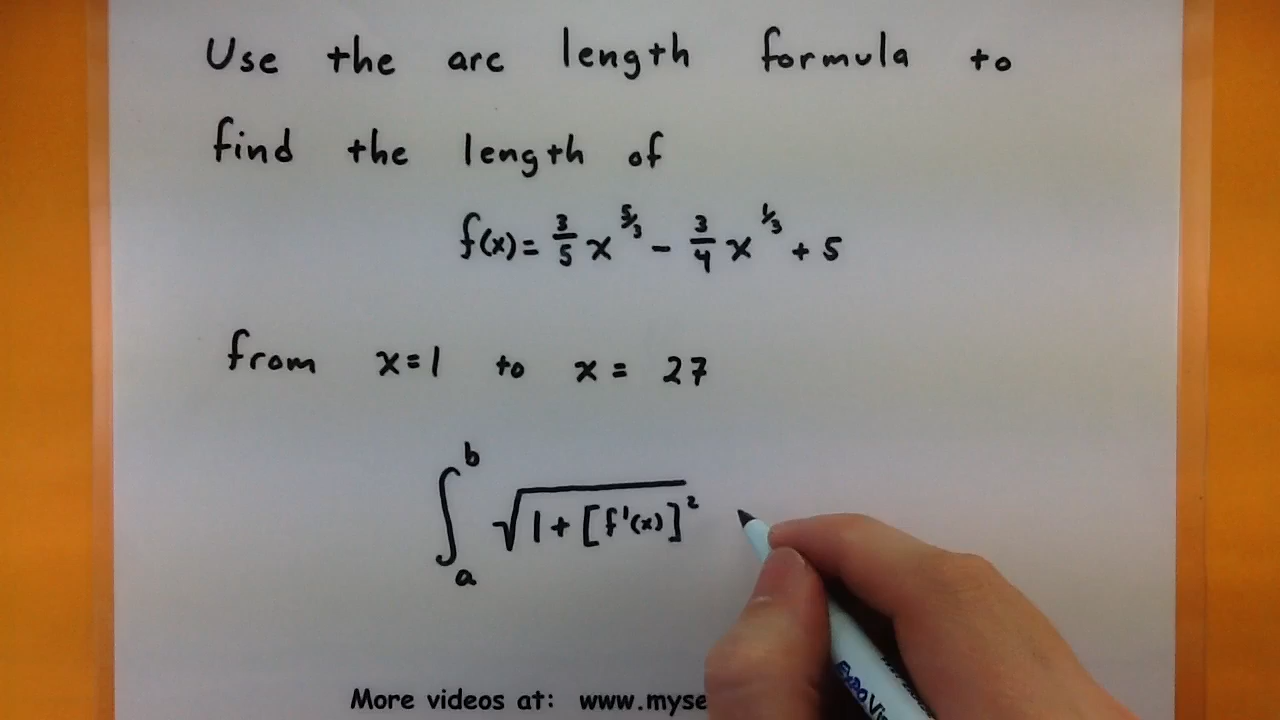 Use the arc length formula to
find the length of
f(x) = 3/5 x^5/3 - 3/4 x^1/3 + 5
from x=1 to x = 27
∫_a^b √1+[f'(x)]²
More videos at: www.myse